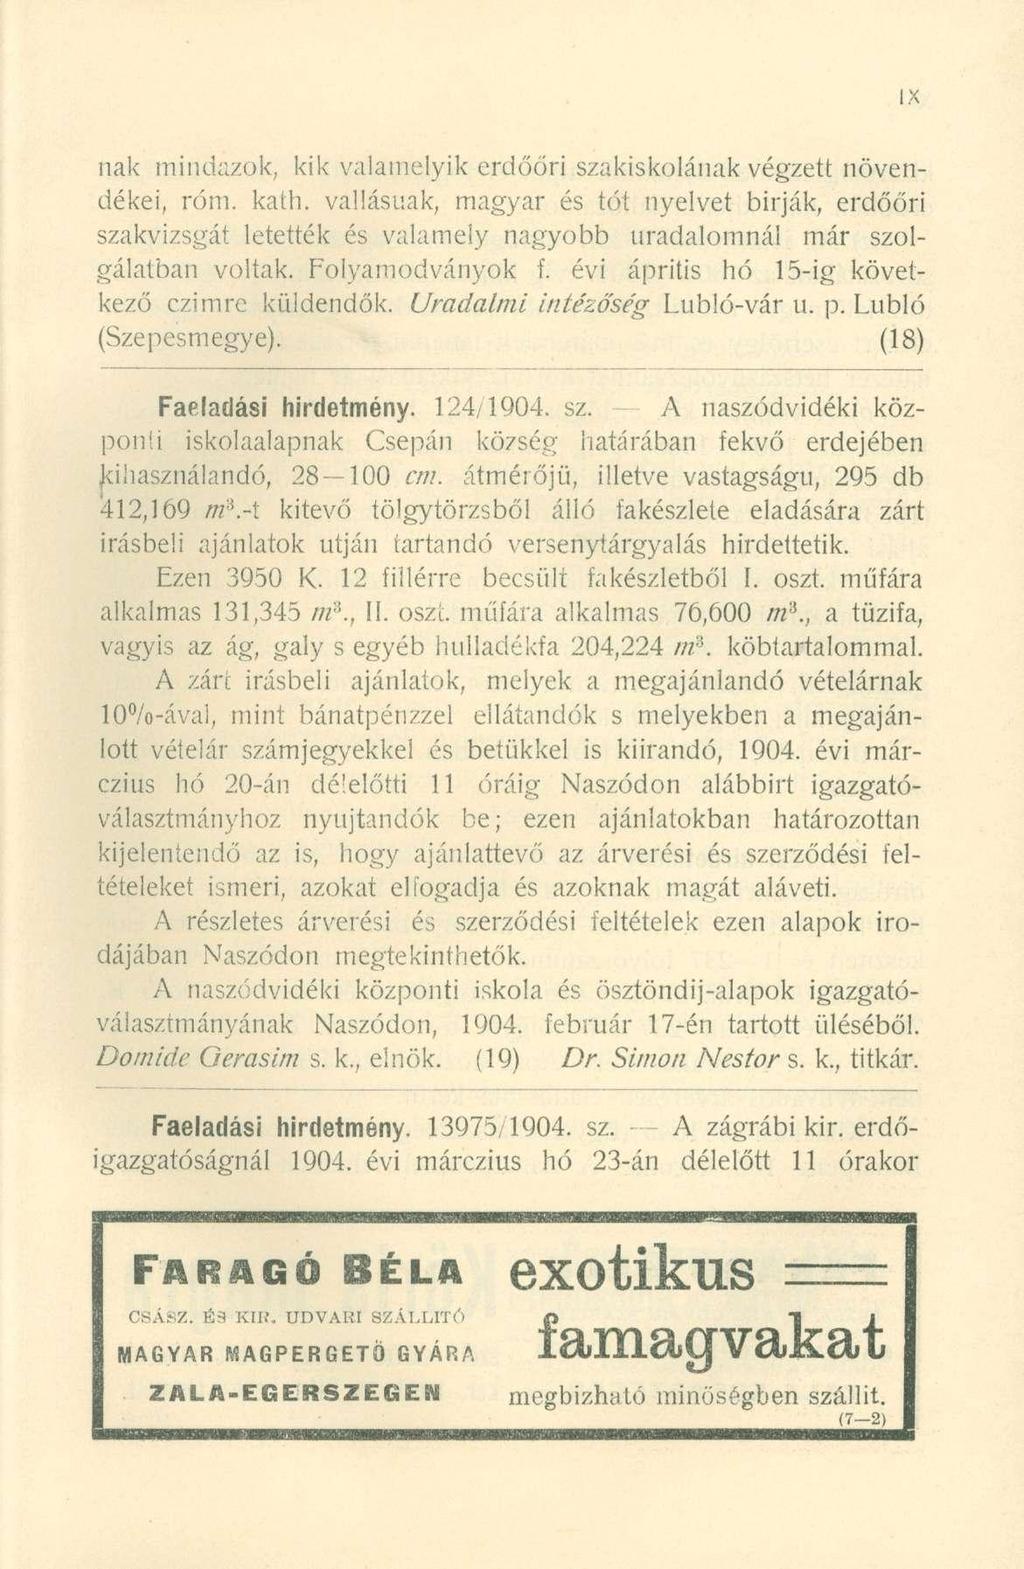 IX
nak mindazok, kik valamelyik erdőőri szakiskolának végzett növen-
dékei, róm. kath. vallásuak, magyar és tót nyelvet birják, erdőőri
szakvizsgát letették és valamely nagyobb uradalomnál már szol-
gálatban voltak. Folyamodványok f. évi ápritis hó 15-ig követ-
kező czimre küldendők. Uradalmi intézőség Lubló-vár u. p. Lubló
(Szepesmegye). (18)
Faeladási hirdetmény. 124/1904. sz. — A naszódvidéki köz-
ponti iskolaalapnak Csepán község határában fekvő erdejében
kihasználandó, 28—100 cm. átmérőjü, illetve vastagságu, 295 db
412,169 m³.-t kitevő tölgytörzsből álló fakészlete eladására zárt
irásbeli ajánlatok utján tartandó versenytárgyalás hirdettetik.
Ezen 3950 K. 12 fillérre becsült fakészletből I. oszt. műfára
alkalmas 131,345 m³., II. oszt. műfára alkalmas 76,600 m³., a tüzifa,
vagyis az ág, galy s egyéb hulladékfa 204,224 m³. köbtartalommal.
A zárt irásbeli ajánlatok, melyek a megajánlandó vételárnak
10%-ával, mint bánatpénzzel ellátandók s melyekben a megaján-
lott vételár számjegyekkel és betükkel is kiirandó, 1904. évi már-
czius hó 20-án délelőtti 11 óráig Naszódon alábbirt igazgató-
választmányhoz nyujtandók be; ezen ajánlatokban határozottan
kijelentendő az is, hogy ajánlattevő az árverési és szerződési fel-
tételeket ismeri, azokat elfogadja és azoknak magát aláveti.
A részletes árverési és szerződési feltételek ezen alapok iro-
dájában Naszódon megtekinthetők.
A naszódvidéki központi iskola és ösztöndij-alapok igazgató-
választmányának Naszódon, 1904. február 17-én tartott üléséből.
Domide Gerasim s. k., elnök. (19) Dr. Simon Nestor s. k., titkár.
Faeladási hirdetmény. 13975/1904. sz. — A zágrábi kir. erdő-
igazgatóságnál 1904. évi márczius hó 23-án délelőtt 11 órakor
FARAGÓ BÉLA
CSÁSZ. ÉS KIR. UDVARI SZÁLLITÓ
MAGYAR MAGPERGETŐ GYÁRA
ZALA-EGERSZEGEN
exotikus
famagvakat
megbizható minőségben szállit.
(7—2)